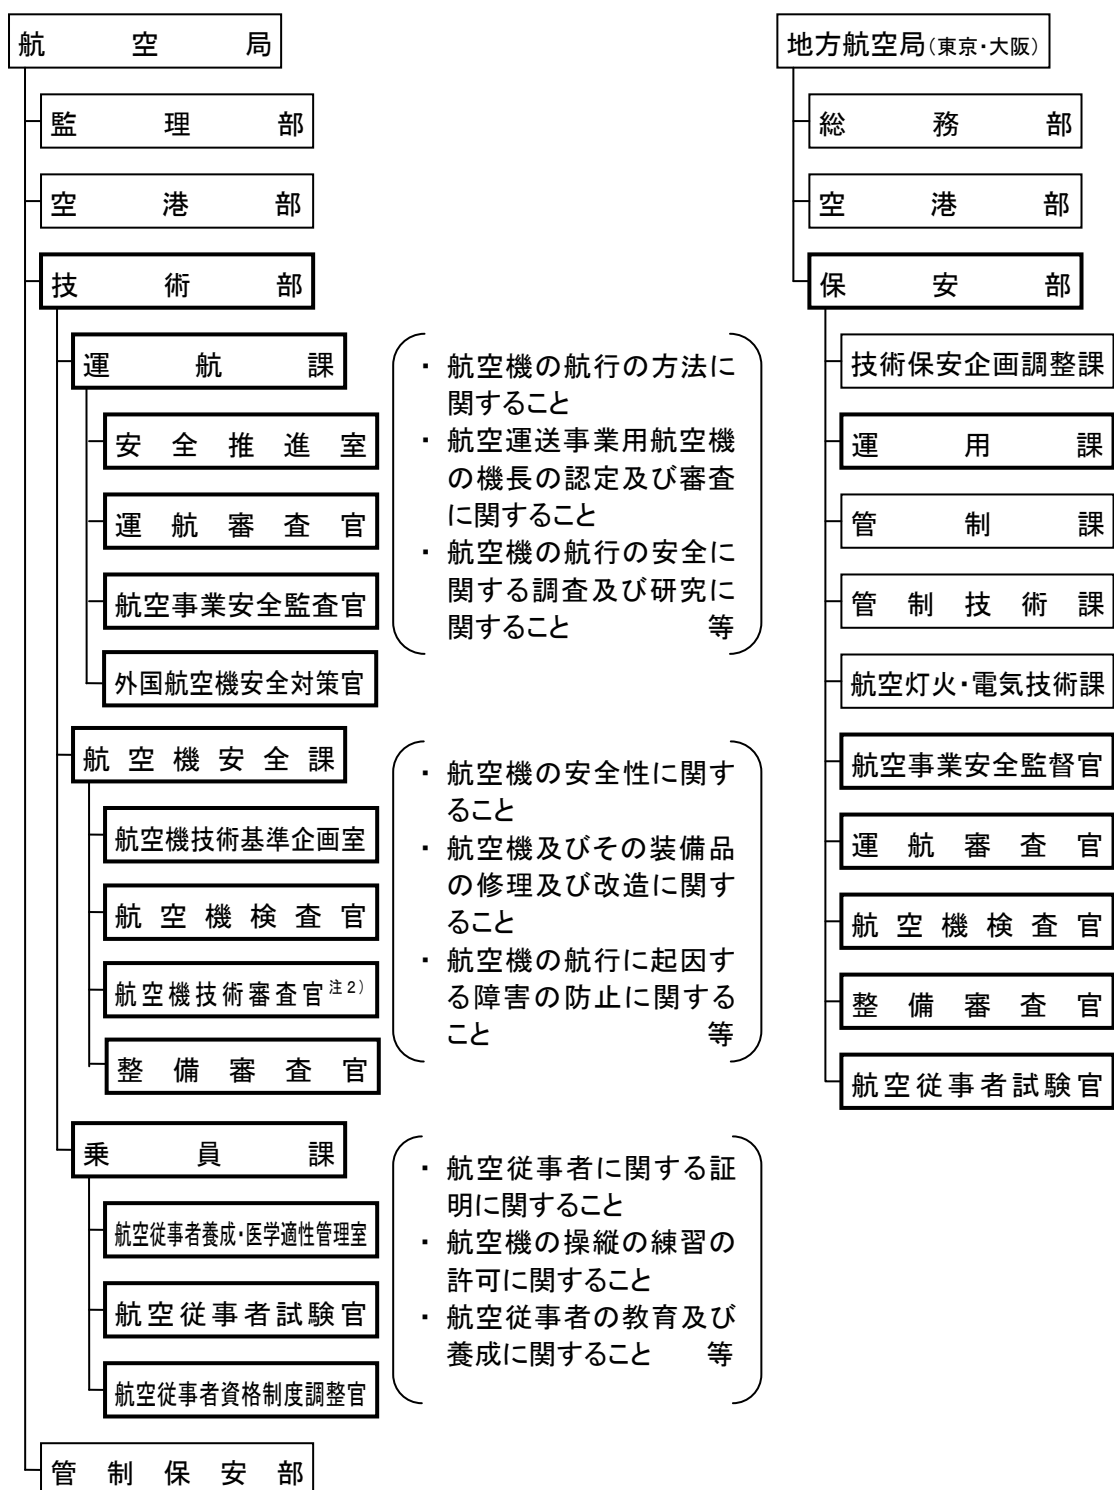 航空局
監理部
空港部
技術部
運航課
・ 航空機の航行の方法に
関すること
・ 航空運送事業用航空機
の機長の認定及び審査
に関すること
・ 航空機の航行の安全に
関する調査及び研究に
関すること 等
安全推進室
運航審査官
航空事業安全監査官
外国航空機安全対策官
航空機安全課
・ 航空機の安全性に関す
ること
・ 航空機及びその装備品
の修理及び改造に関す
ること
・ 航空機の航行に起因す
る障害の防止に関する
こと 等
航空機技術基準企画室
航空機検査官
航空機技術審査官注2)
整備審査官
乗員課
・ 航空従事者に関する証
明に関すること
・ 航空機の操縦の練習の
許可に関すること
・ 航空従事者の教育及び
養成に関すること 等
航空従事者養成・医学適性管理室
航空従事者試験官
航空従事者資格制度調整官
管制保安部
地方航空局(東京・大阪)
総務部
空港部
保安部
技術保安企画調整課
運用課
管制課
管制技術課
航空灯火・電気技術課
航空事業安全監督官
運航審査官
航空機検査官
整備審査官
航空従事者試験官